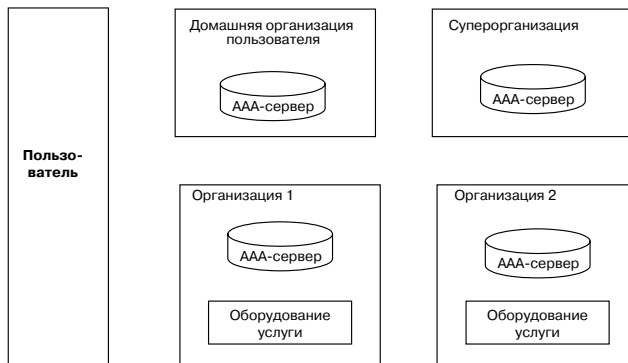 Домашняя организация
пользователя
ААА-сервер
Суперорганизация
ААА-сервер
Пользо-
ватель
Организация 1
ААА-сервер
Оборудование
услуги
Организация 2
ААА-сервер
Оборудование
услуги